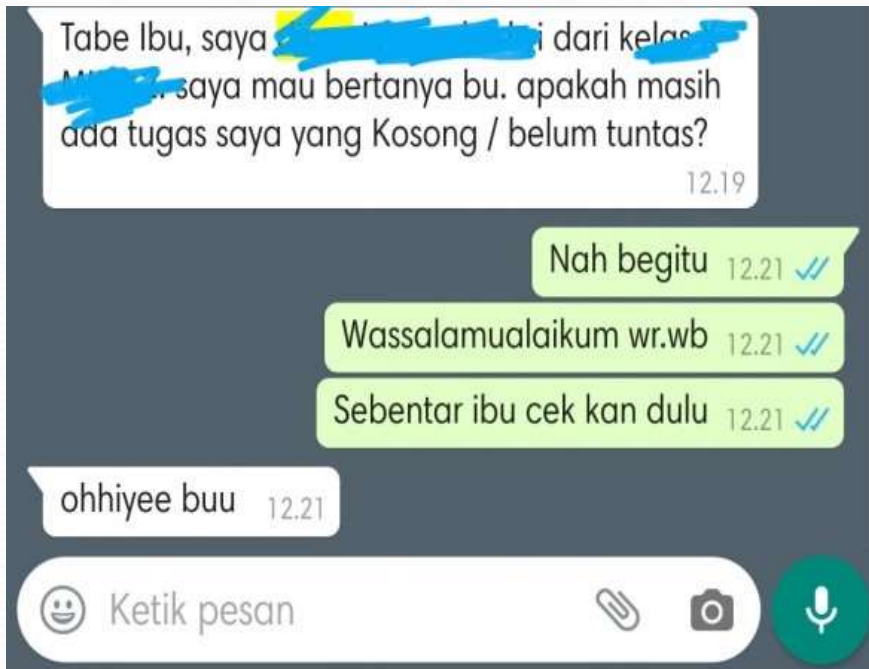 Tabe Ibu, saya dari
saya mau bertanya bu. apakah masih
ada tugas saya yang Kosong / belum tuntas?
12.19
Nah begitu 12.21
Wassalamualaikum wr.wb 12.21
Sebentar ibu cek kan dulu 12.21
ohhiyee buu 12.21
Ketik pesan